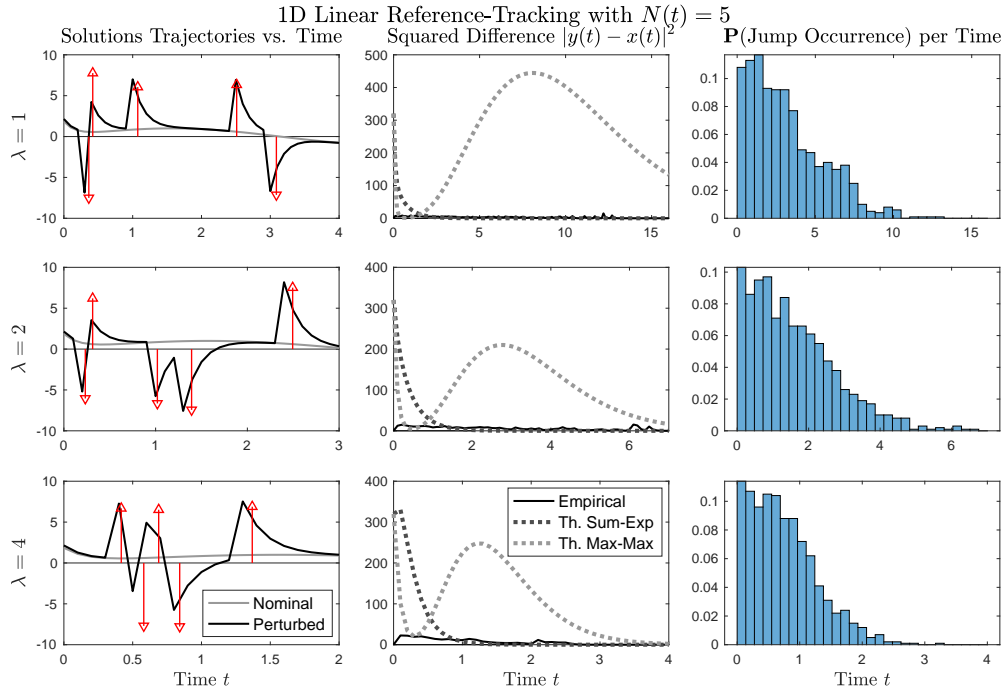 1D Linear Reference-Tracking with N(t) = 5
Solutions Trajectories vs. Time
Squared Difference |y(t) − x(t)|²
P(Jump Occurrence) per Time
λ = 1
10
5
0
-5
-10
0 1 2 3 4
500
400
300
200
100
0
0 5 10 15
0.1
0.08
0.06
0.04
0.02
0
0 5 10 15
λ = 2
10
5
0
-5
-10
0 1 2 3
400
300
200
100
0
0 2 4 6
0.1
0.08
0.06
0.04
0.02
0
0 2 4 6
λ = 4
10
5
0
-5
-10
0 0.5 1 1.5 2
Nominal
Perturbed
400
300
200
100
0
0 1 2 3 4
Empirical
Th. Sum-Exp
Th. Max-Max
0.1
0.08
0.06
0.04
0.02
0
0 1 2 3 4
Time t
Time t
Time t